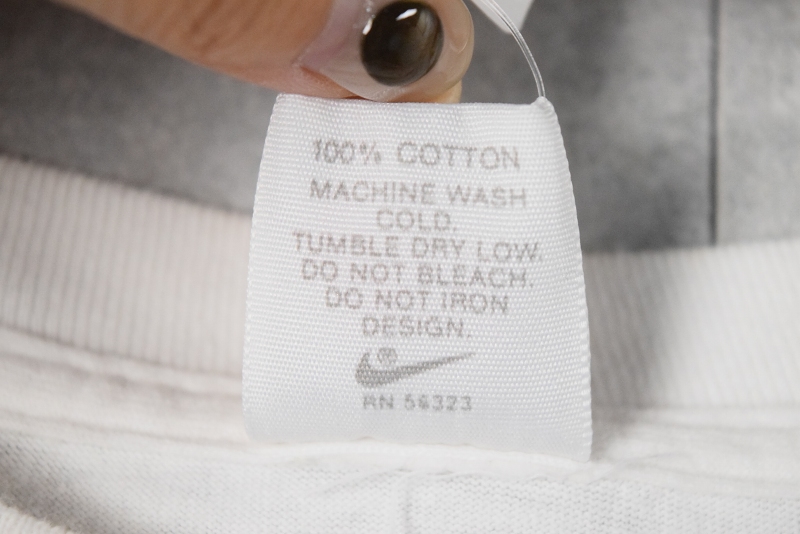 100% COTTON
MACHINE WASH
COLD.
TUMBLE DRY LOW.
DO NOT BLEACH.
DO NOT IRON
DESIGN.
RN 56323